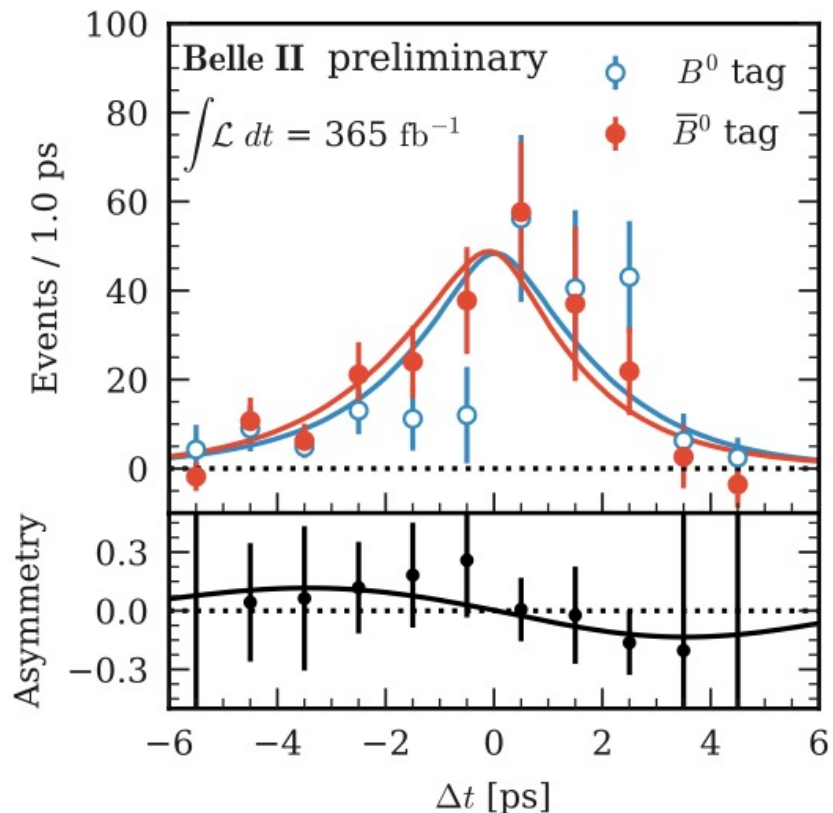 100
Belle II preliminary
B⁰ tag
∫ℒ dt = 365 fb⁻¹
B̅⁰ tag
80
60
40
20
0
Events / 1.0 ps
0.3
0.0
−0.3
Asymmetry
−6 −4 −2 0 2 4 6
Δt [ps]